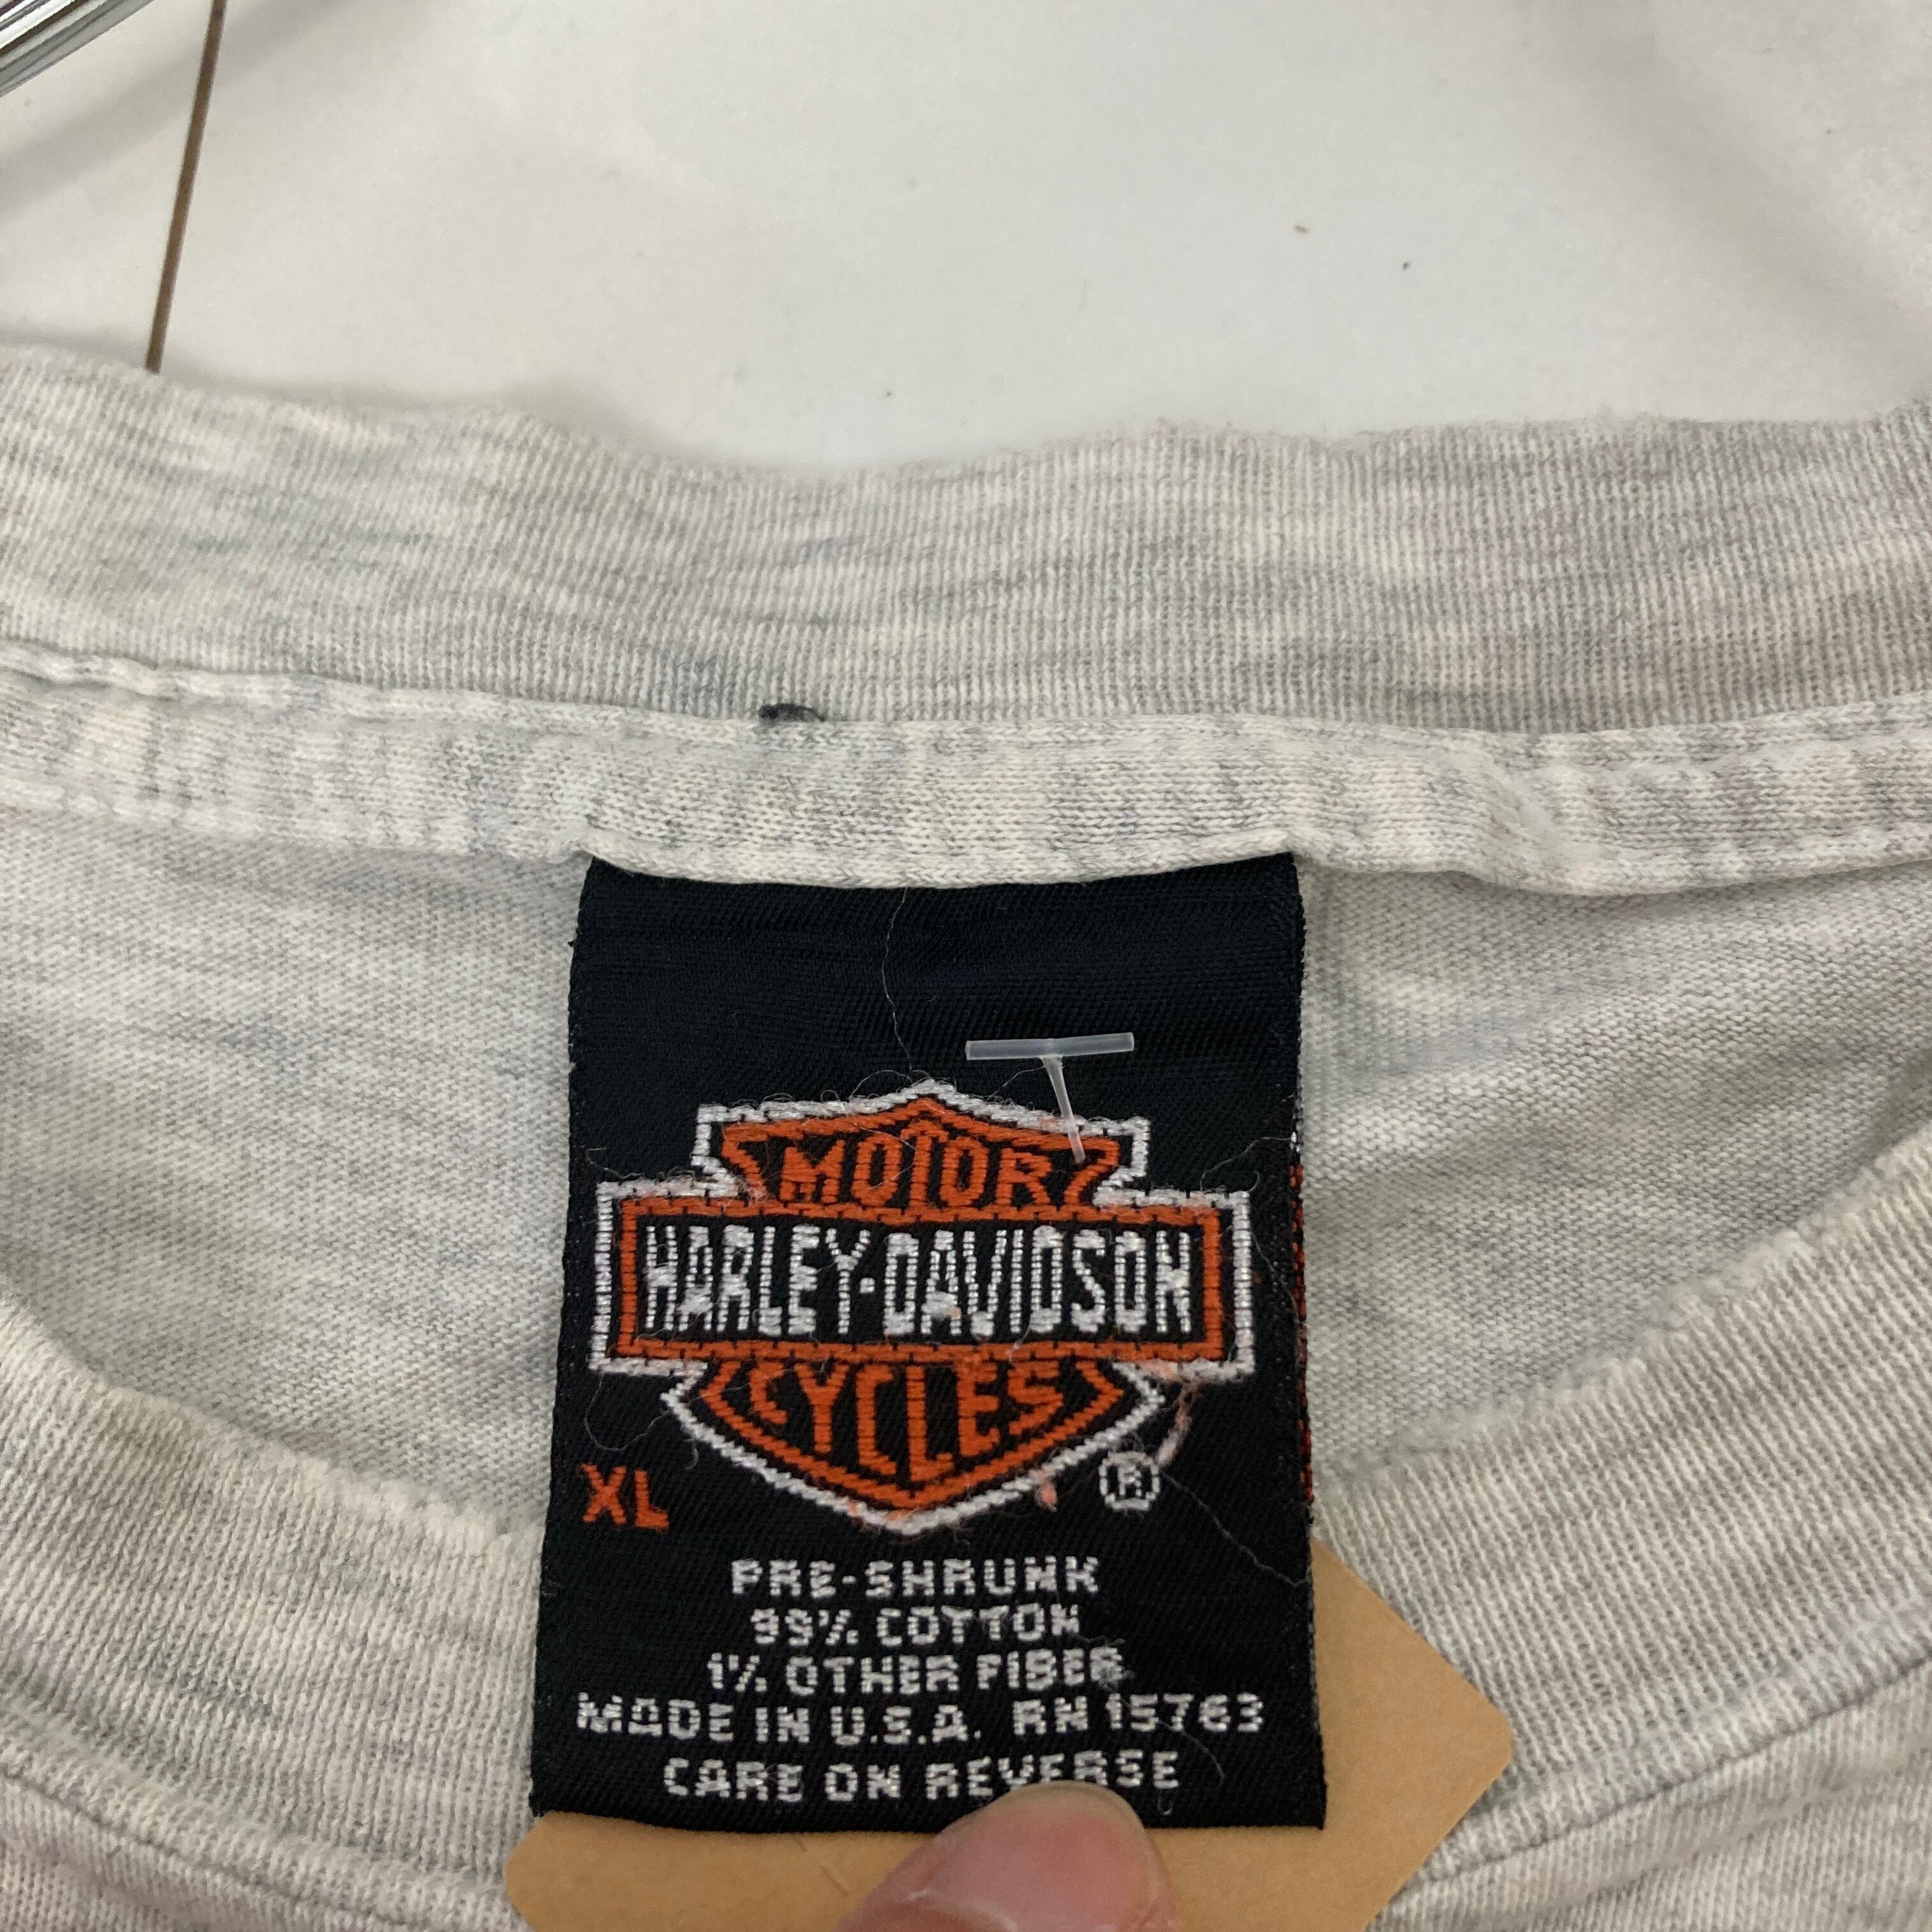 MOTOR
HARLEY-DAVIDSON
CYCLES
XL ®
PRE-SHRUNK
99% COTTON
1% OTHER FIBER
MADE IN U.S.A. RN 15763
CARE ON REVERSE